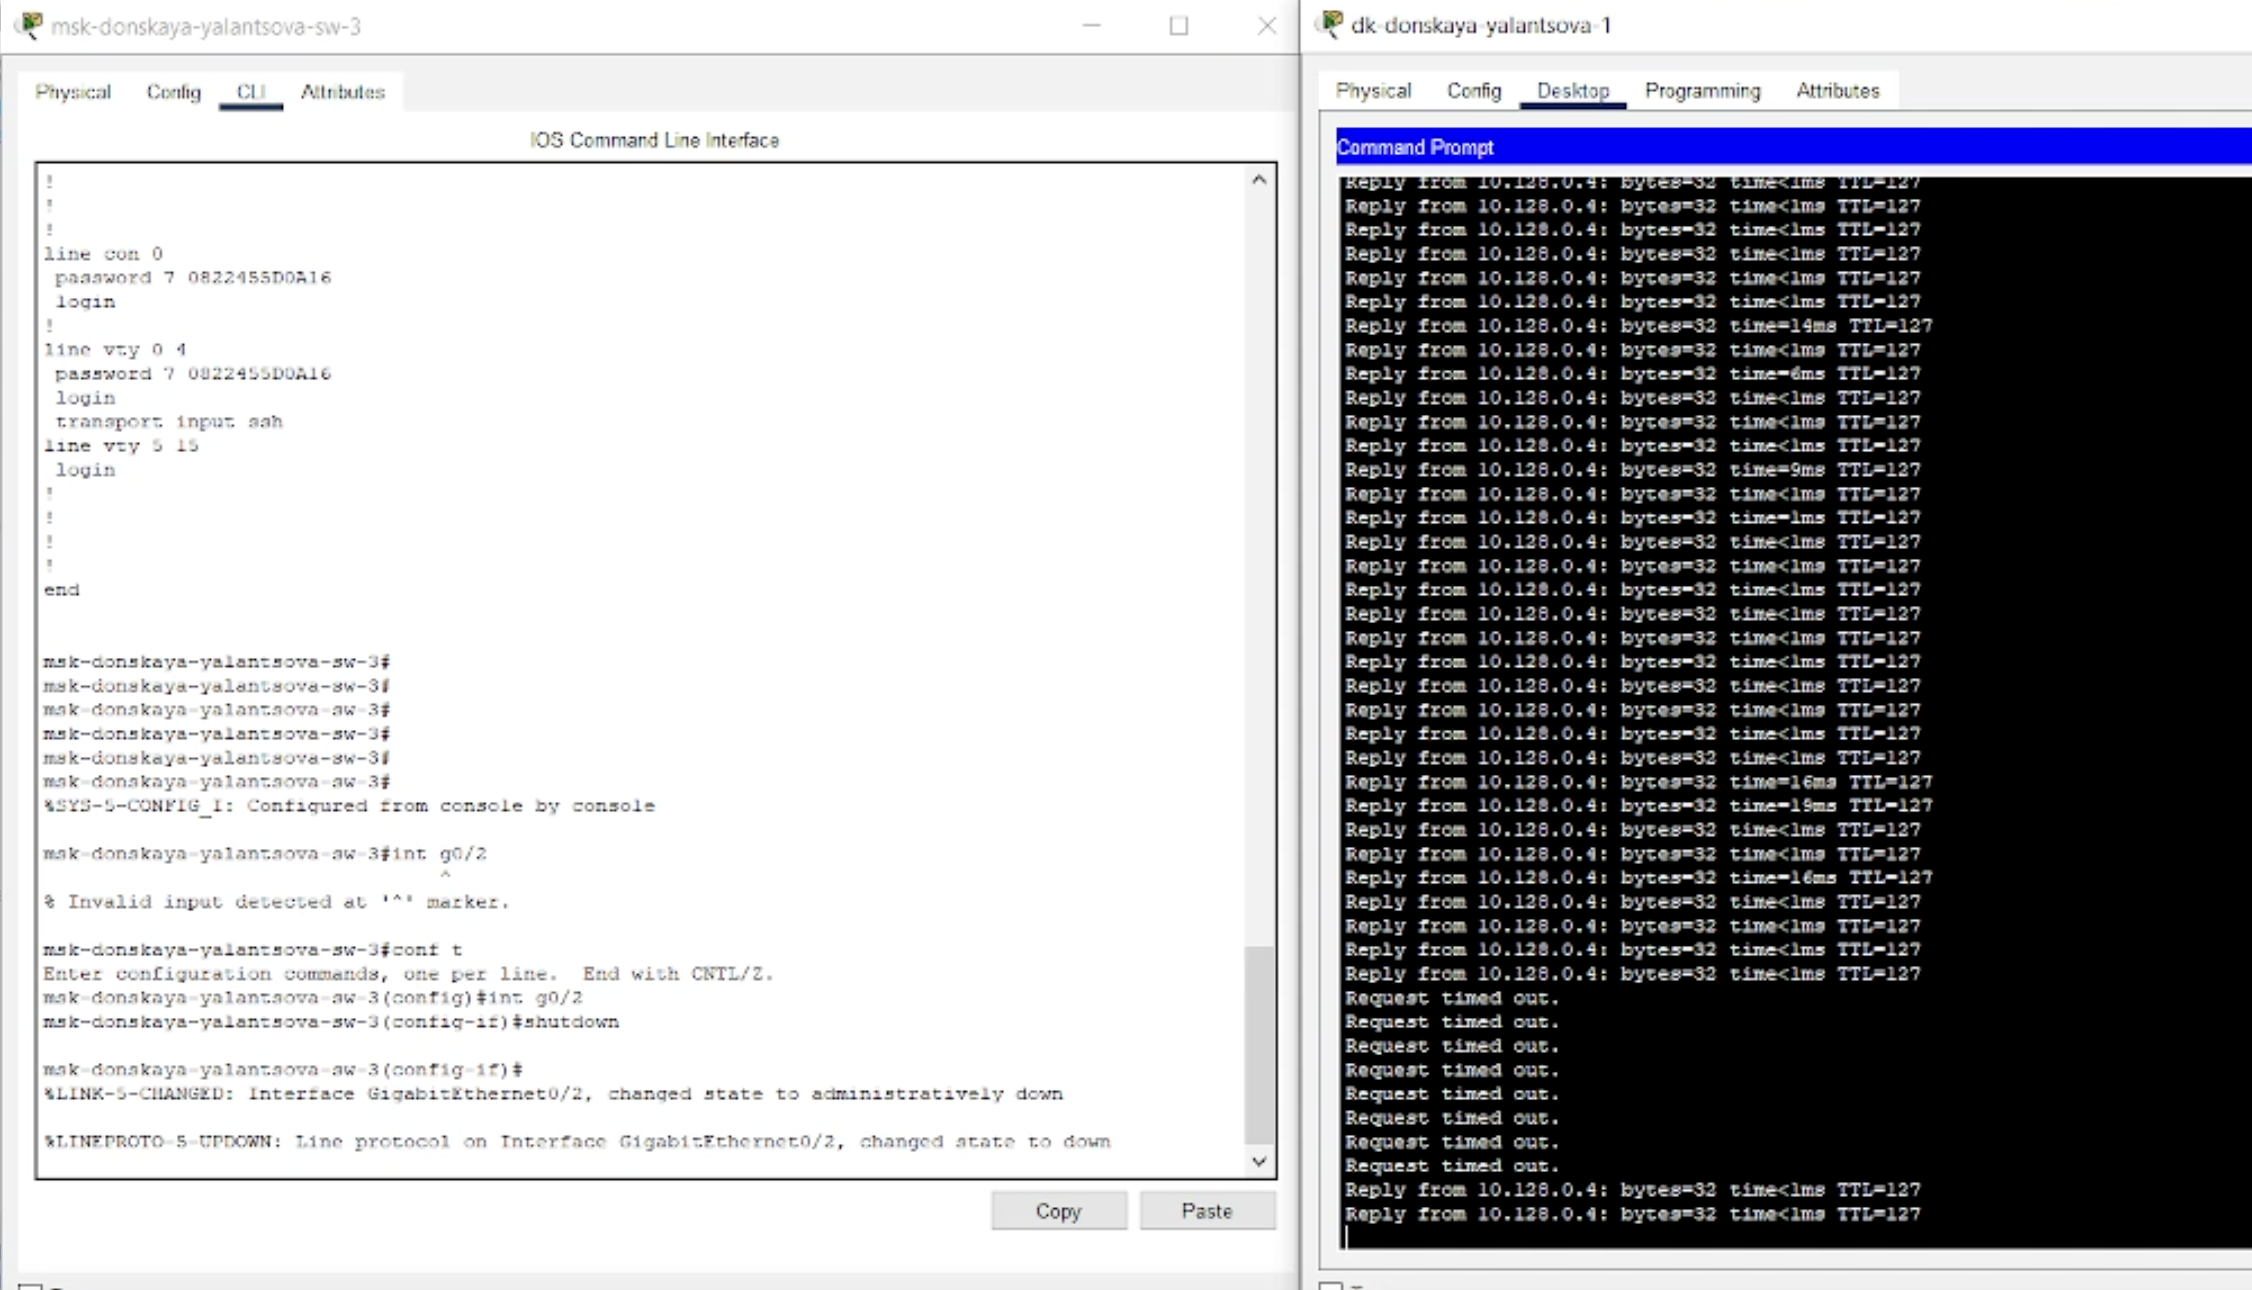 msk-donskaya-yalantsova-sw-3
Physical Config CLI Attributes
IOS Command Line Interface
!
!
!
line con 0
password 7 0822455D0A16
login
!
line vty 0 4
password 7 0822455D0A16
login
transport input ssh
line vty 5 15
login
!
!
!
!
end
msk-donskaya-yalantsova-sw-3#
msk-donskaya-yalantsova-sw-3#
msk-donskaya-yalantsova-sw-3#
msk-donskaya-yalantsova-sw-3#
msk-donskaya-yalantsova-sw-3#
msk-donskaya-yalantsova-sw-3#
%SYS-5-CONFIG_I: Configured from console by console
msk-donskaya-yalantsova-sw-3#int g0/2
^
% Invalid input detected at '^' marker.
msk-donskaya-yalantsova-sw-3#conf t
Enter configuration commands, one per line. End with CNTL/Z.
msk-donskaya-yalantsova-sw-3(config)#int g0/2
msk-donskaya-yalantsova-sw-3(config-if)#shutdown
msk-donskaya-yalantsova-sw-3(config-if)#
%LINK-5-CHANGED: Interface GigabitEthernet0/2, changed state to administratively down
%LINEPROTO-5-UPDOWN: Line protocol on Interface GigabitEthernet0/2, changed state to down
Copy Paste
dk-donskaya-yalantsova-1
Physical Config Desktop Programming Attributes
Command Prompt
Reply from 10.128.0.4: bytes=32 time<1ms TTL=127
Reply from 10.128.0.4: bytes=32 time<1ms TTL=127
Reply from 10.128.0.4: bytes=32 time<1ms TTL=127
Reply from 10.128.0.4: bytes=32 time<1ms TTL=127
Reply from 10.128.0.4: bytes=32 time<1ms TTL=127
Reply from 10.128.0.4: bytes=32 time<1ms TTL=127
Reply from 10.128.0.4: bytes=32 time=14ms TTL=127
Reply from 10.128.0.4: bytes=32 time<1ms TTL=127
Reply from 10.128.0.4: bytes=32 time=6ms TTL=127
Reply from 10.128.0.4: bytes=32 time<1ms TTL=127
Reply from 10.128.0.4: bytes=32 time<1ms TTL=127
Reply from 10.128.0.4: bytes=32 time<1ms TTL=127
Reply from 10.128.0.4: bytes=32 time=9ms TTL=127
Reply from 10.128.0.4: bytes=32 time<1ms TTL=127
Reply from 10.128.0.4: bytes=32 time=1ms TTL=127
Reply from 10.128.0.4: bytes=32 time<1ms TTL=127
Reply from 10.128.0.4: bytes=32 time<1ms TTL=127
Reply from 10.128.0.4: bytes=32 time<1ms TTL=127
Reply from 10.128.0.4: bytes=32 time<1ms TTL=127
Reply from 10.128.0.4: bytes=32 time<1ms TTL=127
Reply from 10.128.0.4: bytes=32 time<1ms TTL=127
Reply from 10.128.0.4: bytes=32 time<1ms TTL=127
Reply from 10.128.0.4: bytes=32 time<1ms TTL=127
Reply from 10.128.0.4: bytes=32 time<1ms TTL=127
Reply from 10.128.0.4: bytes=32 time<1ms TTL=127
Reply from 10.128.0.4: bytes=32 time=16ms TTL=127
Reply from 10.128.0.4: bytes=32 time=19ms TTL=127
Reply from 10.128.0.4: bytes=32 time<1ms TTL=127
Reply from 10.128.0.4: bytes=32 time<1ms TTL=127
Reply from 10.128.0.4: bytes=32 time=16ms TTL=127
Reply from 10.128.0.4: bytes=32 time<1ms TTL=127
Reply from 10.128.0.4: bytes=32 time<1ms TTL=127
Reply from 10.128.0.4: bytes=32 time<1ms TTL=127
Reply from 10.128.0.4: bytes=32 time<1ms TTL=127
Request timed out.
Request timed out.
Request timed out.
Request timed out.
Request timed out.
Request timed out.
Request timed out.
Request timed out.
Reply from 10.128.0.4: bytes=32 time<1ms TTL=127
Reply from 10.128.0.4: bytes=32 time<1ms TTL=127